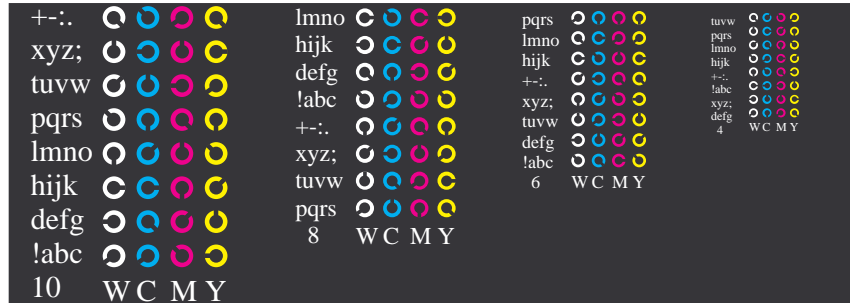 +-:.
xyz;
tuvw
pqrs
lmno
hijk
defg
!abc
10 W C M Y
lmno
hijk
defg
!abc
+-:.
xyz;
tuvw
pqrs
8 W C M Y
pqrs
lmno
hijk
+-:.
xyz;
tuvw
defg
!abc
6 W C M Y
tuvw
pqrs
lmno
hijk
+-:.
!abc
xyz;
defg
4 W C M Y